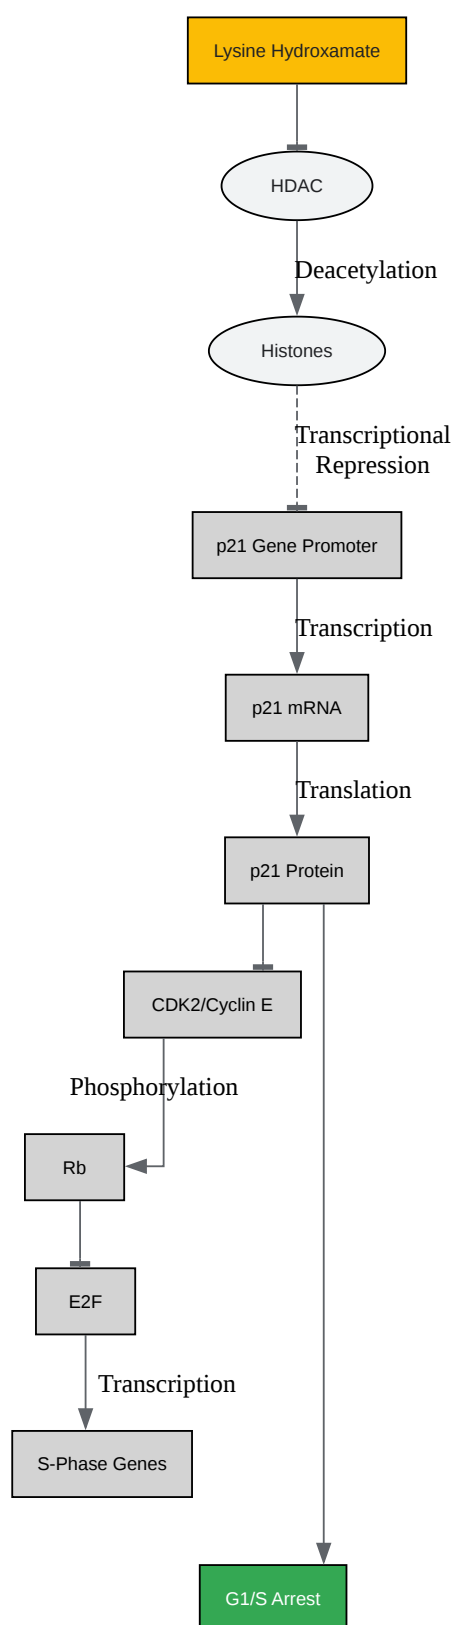 Lysine Hydroxamate
HDAC
Deacetylation
Histones
Transcriptional
Repression
p21 Gene Promoter
Transcription
p21 mRNA
Translation
p21 Protein
CDK2/Cyclin E
Phosphorylation
Rb
E2F
Transcription
S-Phase Genes
G1/S Arrest